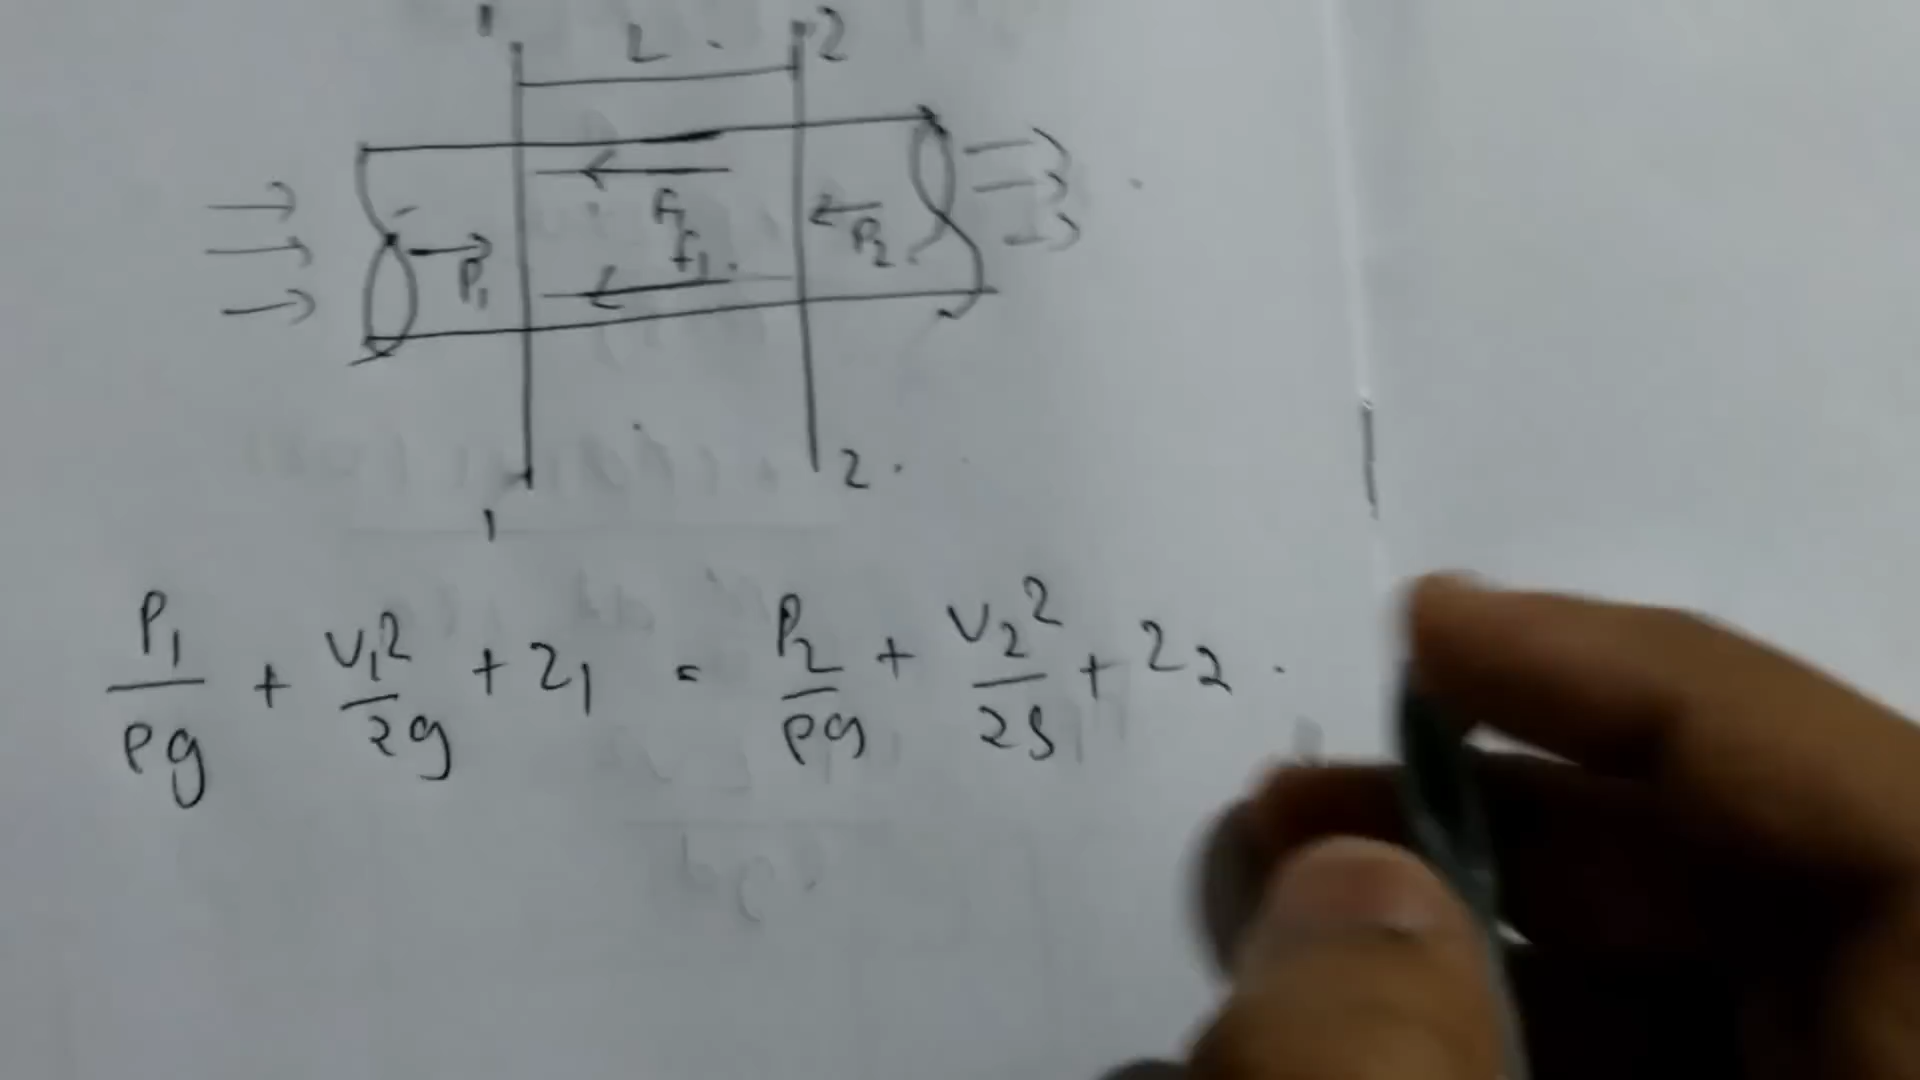 1 L 2
F1
P1 F1 P2
2
1
P1/ρg + V1²/2g + Z1 = P2/ρg + V2²/2g + Z2